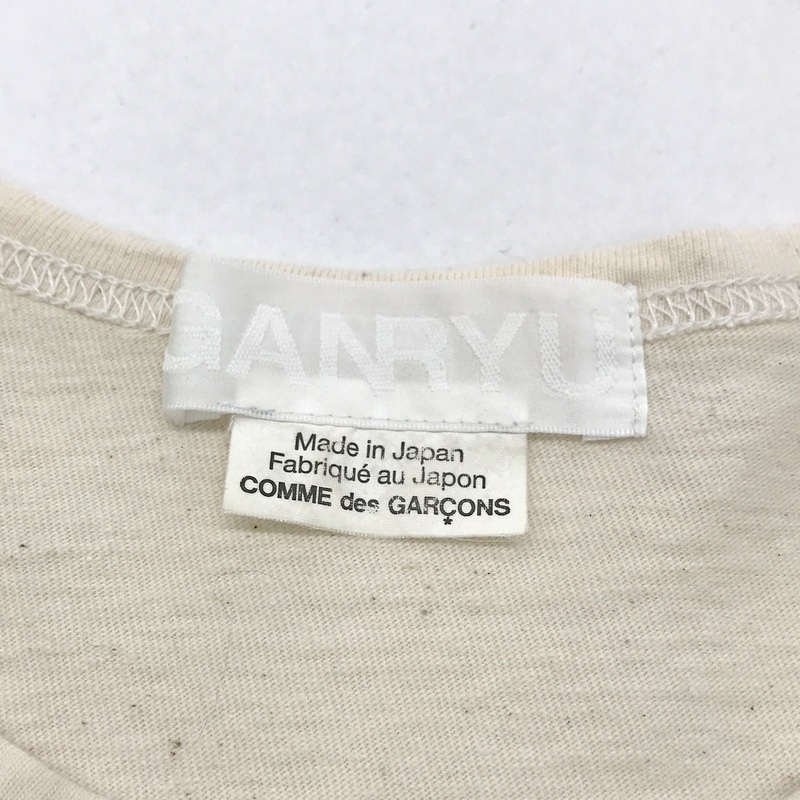 GANRYU
Made in Japan
Fabriqué au Japon
COMME des GARÇONS